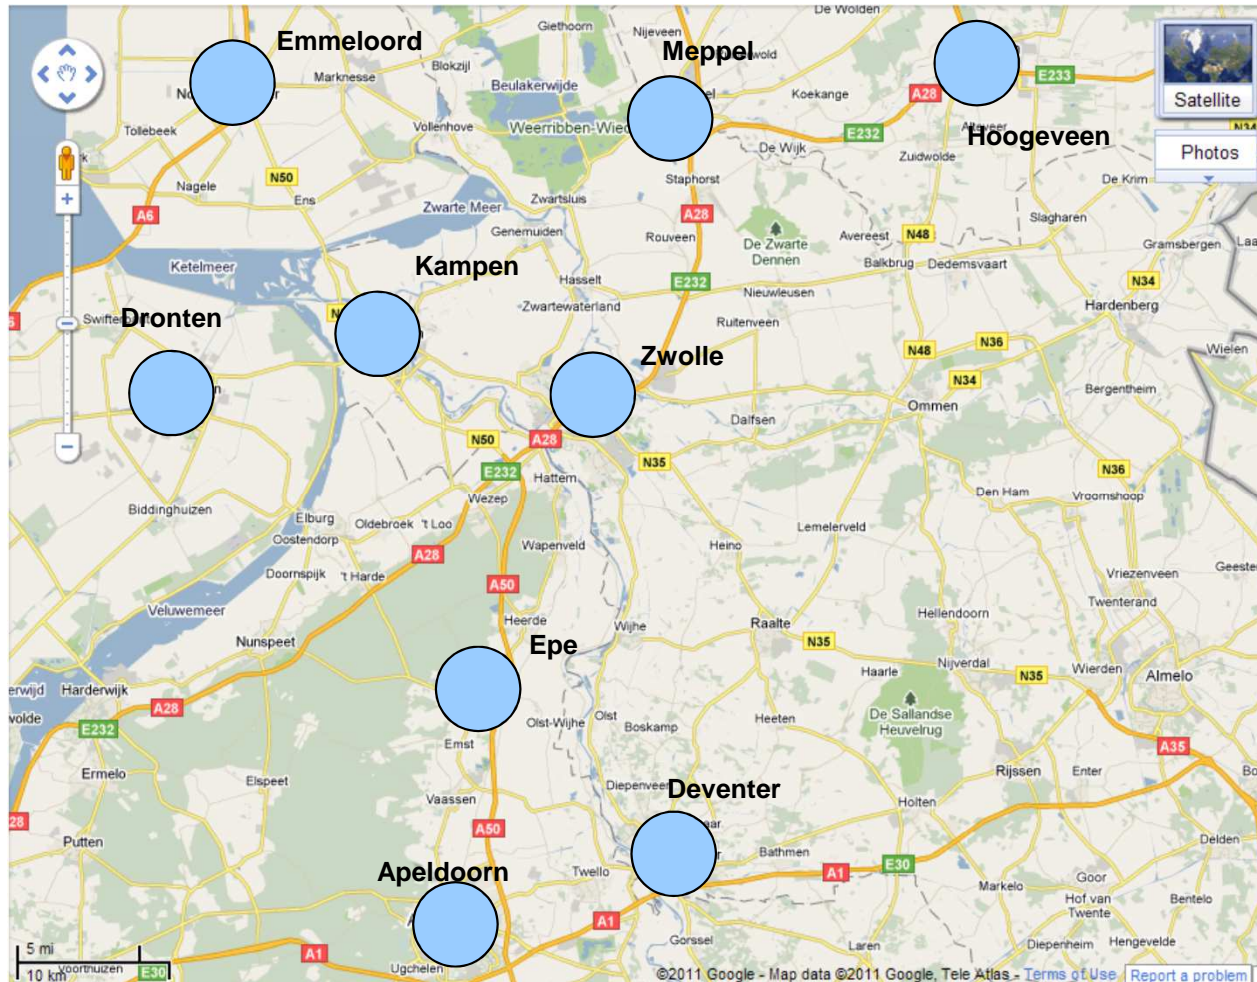 De Wolden
Giethoorn
Nijeveen
Emmeloord
Meppel
Blokzijl
Marknesse
Beulakerwijde
Koekange
A28
E233
Satellite
Tollebeek
Vollenhove
Weerribben-Wied
E232
De Wijk
Zuidwolde
Hoogeveen
N34
Photos
Nagele
N50
Ens
Staphorst
De Krim
A6
Zwarte Meer
Zwartsluis
A28
Slagharen
Genemuiden
Rouveen
De Zwarte
Dennen
Avereest
N48
Gramsbergen
Ketelmeer
Kampen
Hasselt
E232
Balkbrug
Dedemsvaart
N34
Zwartewaterland
Nieuwleusen
Hardenberg
Dronten
Ruitenveen
Zwolle
N48
N36
Wielen
N34
Bergentheim
Ommen
Dalfsen
N50
A28
N35
E232
Hattem
N36
Wezep
Den Ham
Vroomshoop
Biddinghuizen
Elburg
Oldebroek
't Loo
Lemelerveld
Oostendorp
Wapenveld
Heino
A28
Doornspijk
't Harde
Vriezenveen
Geester
A50
Twenterand
Veluwemeer
Heerde
Hellendoorn
Nunspeet
Wijhe
Raalte
N35
Epe
Haarle
Nijverdal
Wierden
Almelo
Harderwijk
N35
A28
De Sallandse
Heuvelrug
Olst-Wijhe
Olst
Boskamp
Heeten
E232
Emst
A35
Ermelo
Elspeet
Rijssen
Enter
Diepenveen
Deventer
Vaassen
Holten
28
A50
Putten
Delden
Bathmen
E30
Apeldoorn
Twello
A1
Markelo
Goor
Hof van
Twente
Bentelo
A1
Gorssel
Laren
Diepenheim
Hengevelde
5 mi
A1
10 km
Voorthuizen
E30
Ugchelen
©2011 Google - Map data ©2011 Google, Tele Atlas - Terms of Use
Report a problem